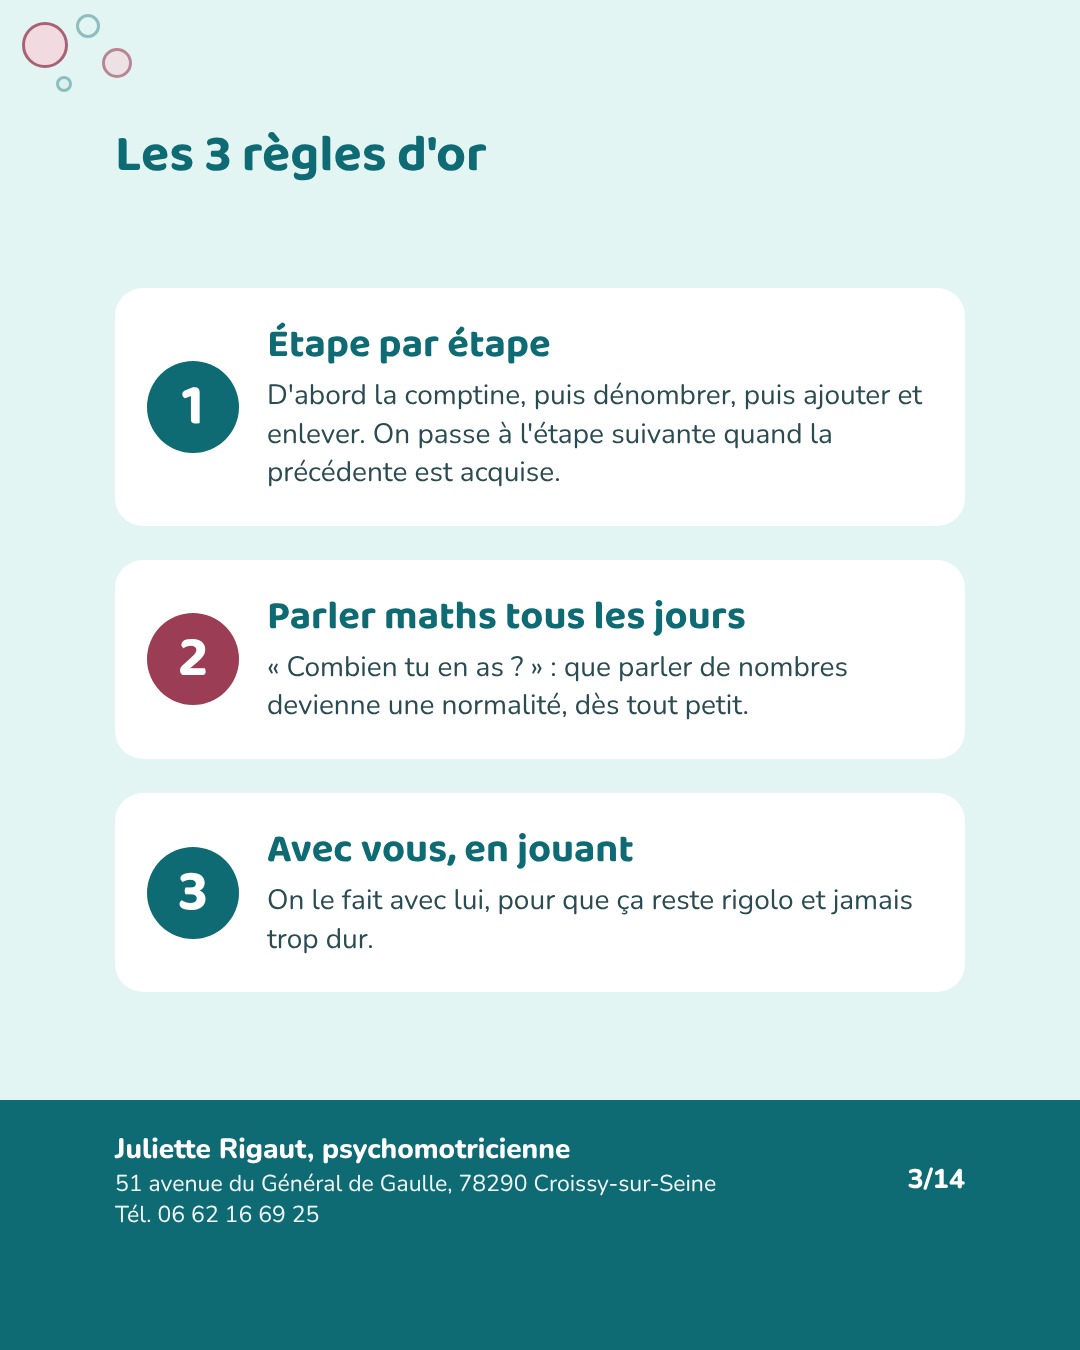 Les 3 règles d'or
1
Étape par étape
D'abord la comptine, puis dénombrer, puis ajouter et
enlever. On passe à l'étape suivante quand la
précédente est acquise.
2
Parler maths tous les jours
« Combien tu en as ? » : que parler de nombres
devienne une normalité, dès tout petit.
3
Avec vous, en jouant
On le fait avec lui, pour que ça reste rigolo et jamais
trop dur.
Juliette Rigaut, psychomotricienne
51 avenue du Général de Gaulle, 78290 Croissy-sur-Seine
Tél. 06 62 16 69 25
3/14